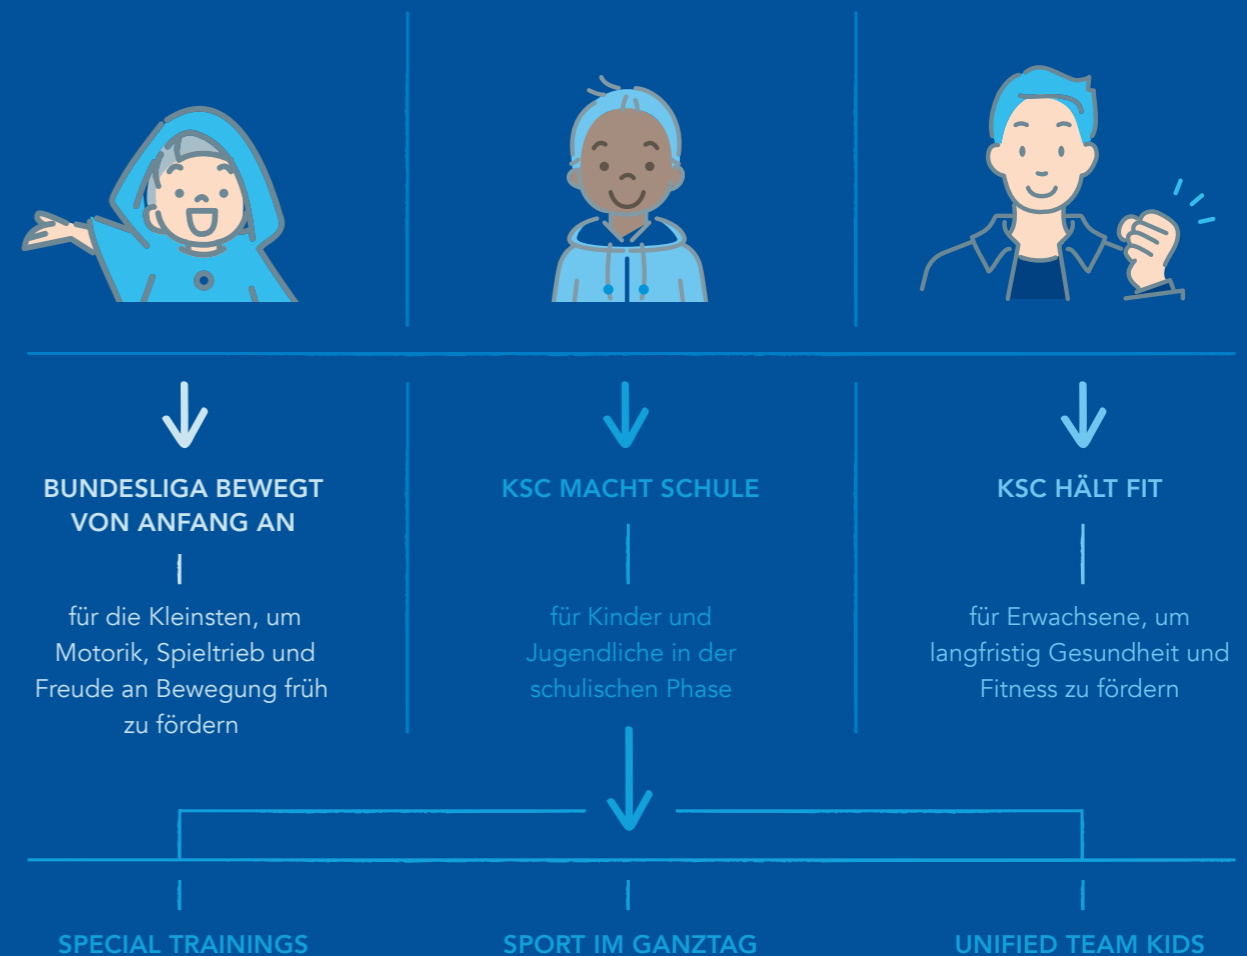 BUNDESLIGA BEWEGT
VON ANFANG AN
für die Kleinsten, um
Motorik, Spieltrieb und
Freude an Bewegung früh
zu fördern
KSC MACHT SCHULE
für Kinder und
Jugendliche in der
schulischen Phase
KSC HÄLT FIT
für Erwachsene, um
langfristig Gesundheit und
Fitness zu fördern
SPECIAL TRAININGS
SPORT IM GANZTAG
UNIFIED TEAM KIDS